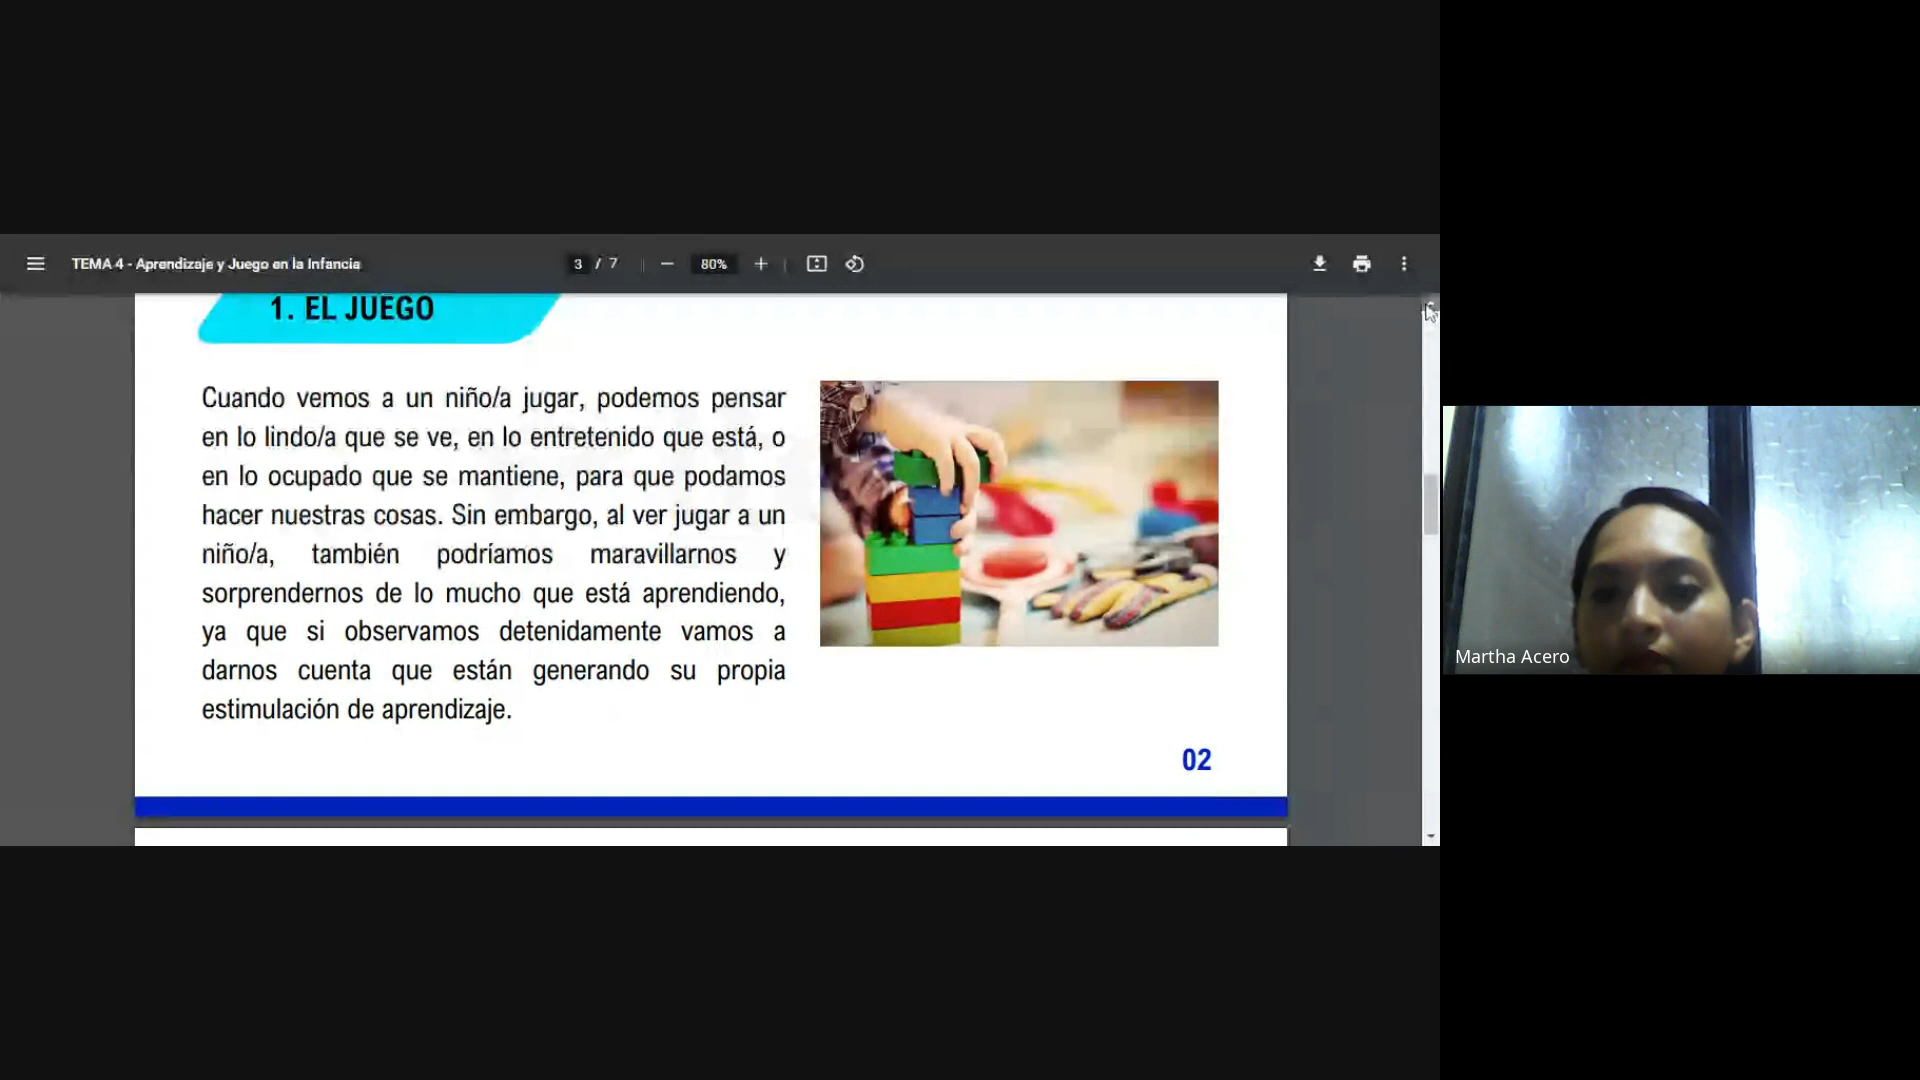 TEMA 4 - Aprendizaje y Juego en la Infancia
3 / 7
80%
1. EL JUEGO
Cuando vemos a un niño/a jugar, podemos pensar
en lo lindo/a que se ve, en lo entretenido que está, o
en lo ocupado que se mantiene, para que podamos
hacer nuestras cosas. Sin embargo, al ver jugar a un
niño/a, también podríamos maravillarnos y
sorprendernos de lo mucho que está aprendiendo,
ya que si observamos detenidamente vamos a
darnos cuenta que están generando su propia
estimulación de aprendizaje.
02
Martha Acero